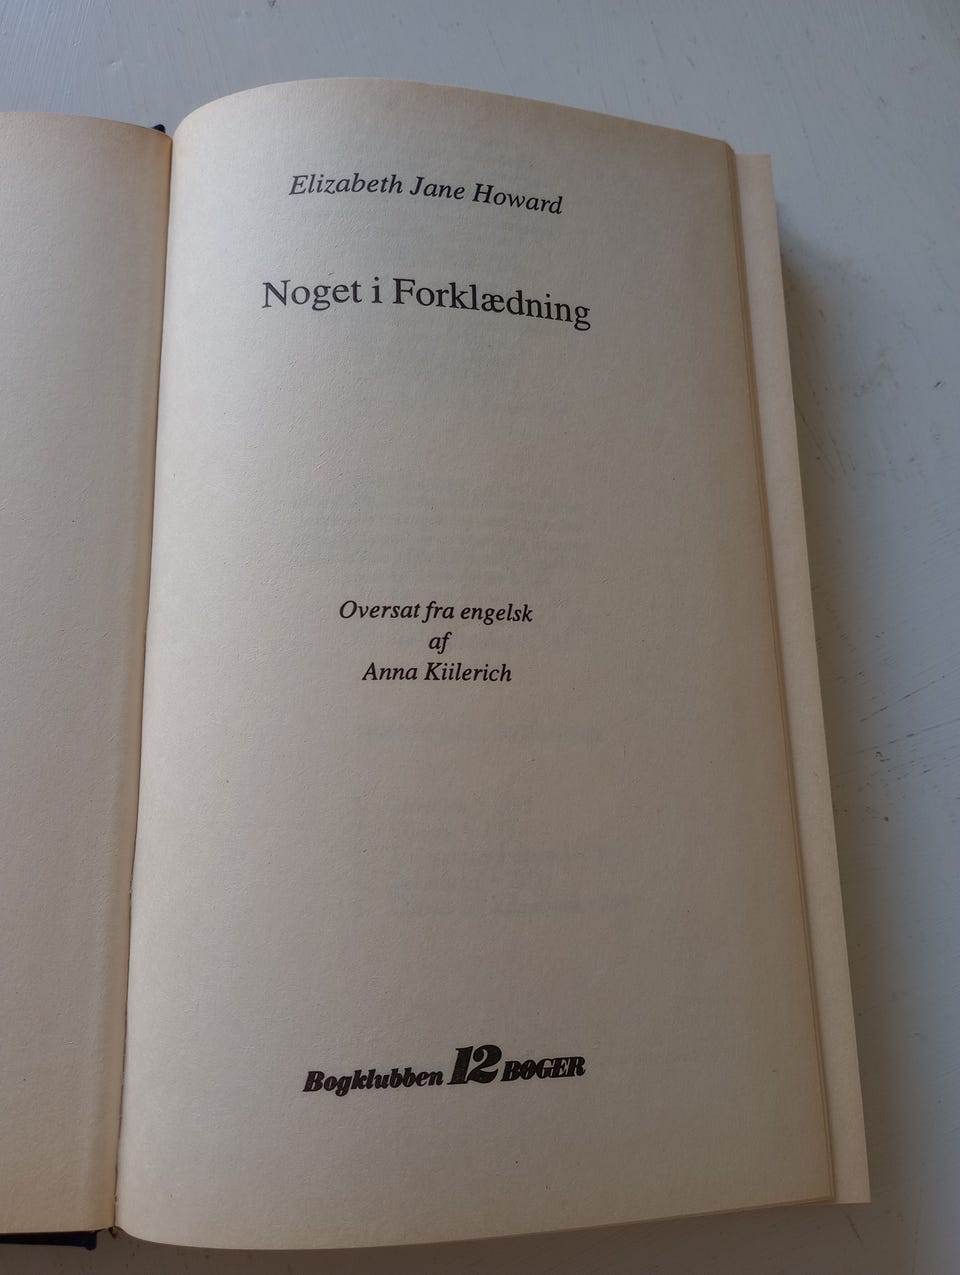 Elizabeth Jane Howard
Noget i Forklædning
Oversat fra engelsk
af
Anna Kiilerich
Bogklubben 12 BØGER